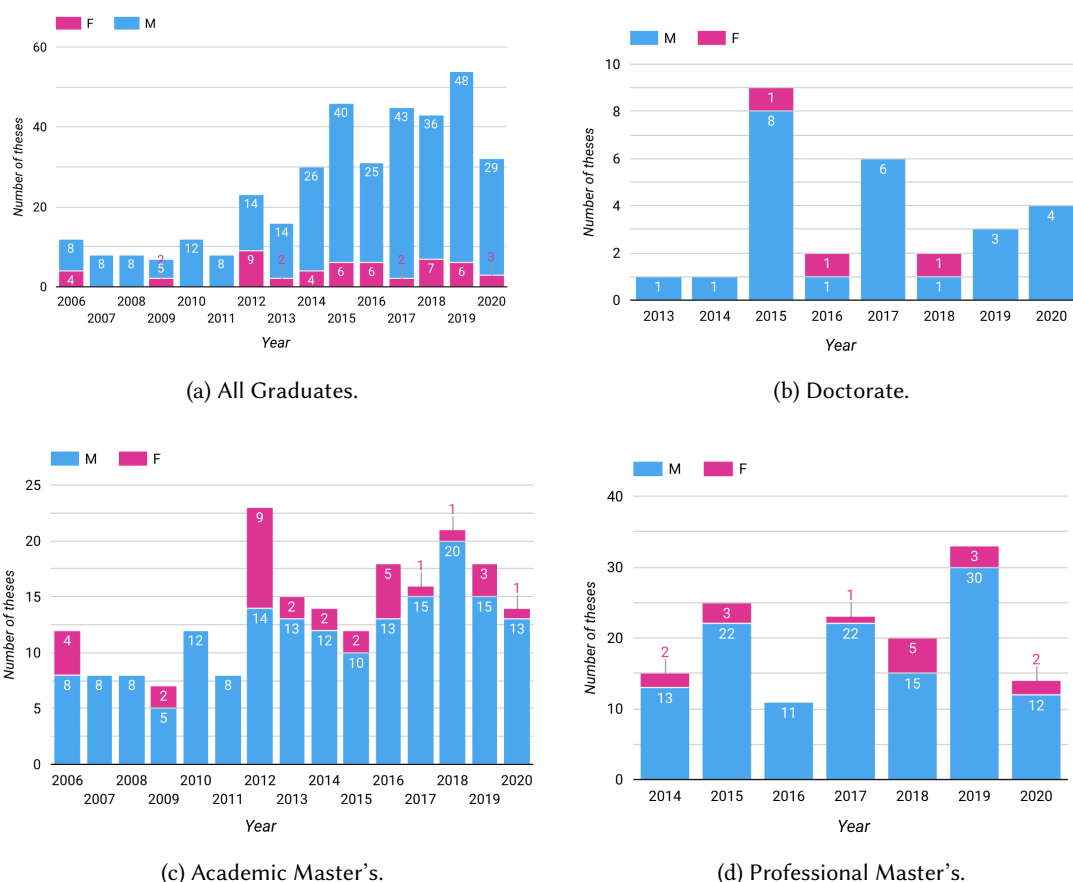 F M
Number of theses
60
40
20
0
8 8 8 2 12 8 14 14 26 40 25 43 36 48 29
4 5 9 2 4 6 6 2 7 6 3
2006 2008 2010 2012 2014 2016 2018 2020
2007 2009 2011 2013 2015 2017 2019
Year
(a) All Graduates.
M F
Number of theses
10
8
6
4
2
0
1 1 1
1 1 8 1 6 1 3 4
2013 2014 2015 2016 2017 2018 2019 2020
Year
(b) Doctorate.
M F
Number of theses
25
20
15
10
5
0
4 2 9 2 2 2 5 1 1 3 1
8 8 8 5 12 8 14 13 12 10 13 15 20 15 13
2006 2008 2010 2012 2014 2016 2018 2020
2007 2009 2011 2013 2015 2017 2019
Year
(c) Academic Master's.
M F
Number of theses
40
30
20
10
0
2 3 1 5 3 2
13 22 11 22 15 30 12
2014 2015 2016 2017 2018 2019 2020
Year
(d) Professional Master's.